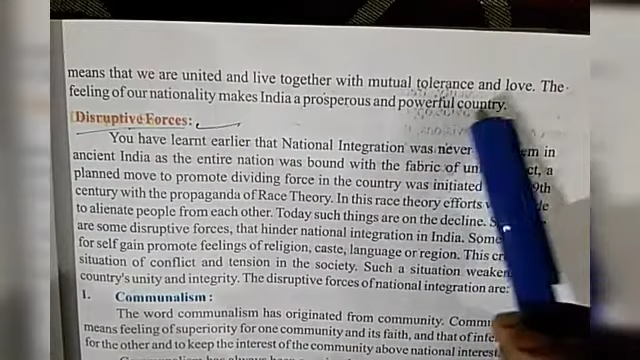 means that we are united and live together with mutual tolerance and love. The
feeling of our nationality makes India a prosperous and powerful country.
Disruptive Forces:
You have learnt earlier that National Integration was never em in
ancient India as the entire nation was bound with the fabric of ct, a
planned move to promote dividing force in the country was initiated 9th
century with the propaganda of Race Theory. In this race theory efforts de
to alienate people from each other. Today such things are on the decline.
are some disruptive forces, that hinder national integration in India. Some
for self gain promote feelings of religion, caste, language or region. This
situation of conflict and tension in the society. Such a situation
country's unity and integrity. The disruptive forces of national integration are:
1. Communalism :
The word communalism has originated from community.
means feeling of superiority for one community and its faith, and that of
for the other and to keep the interest of the community above national interest.